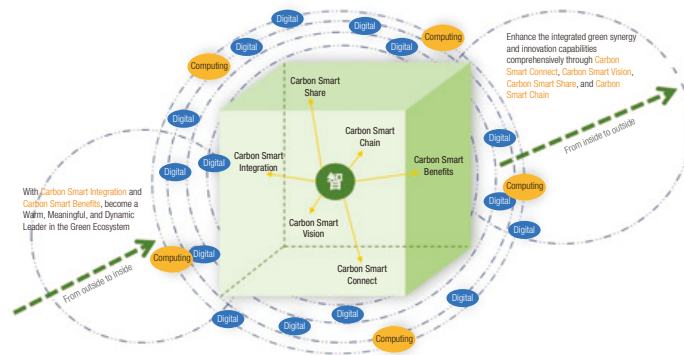 Digital
Digital
Digital
Digital
Digital
Computing
Computing
Enhance the integrated green synergy
and innovation capabilities
comprehensively through Carbon
Smart Connect, Carbon Smart Vision,
Carbon Smart Share, and Carbon
Smart Chain
From inside to outside
Carbon Smart
Share
Carbon Smart
Chain
Carbon Smart
Integration
Carbon Smart
Benefits
智
Carbon Smart
Vision
Carbon Smart
Connect
Digital
Digital
Digital
Digital
Computing
Digital
Digital
With Carbon Smart Integration and
Carbon Smart Benefits, become a
Warm, Meaningful, and Dynamic
Leader in the Green Ecosystem
From outside to inside
Computing
Digital
Digital
Digital
Digital
Digital
Computing